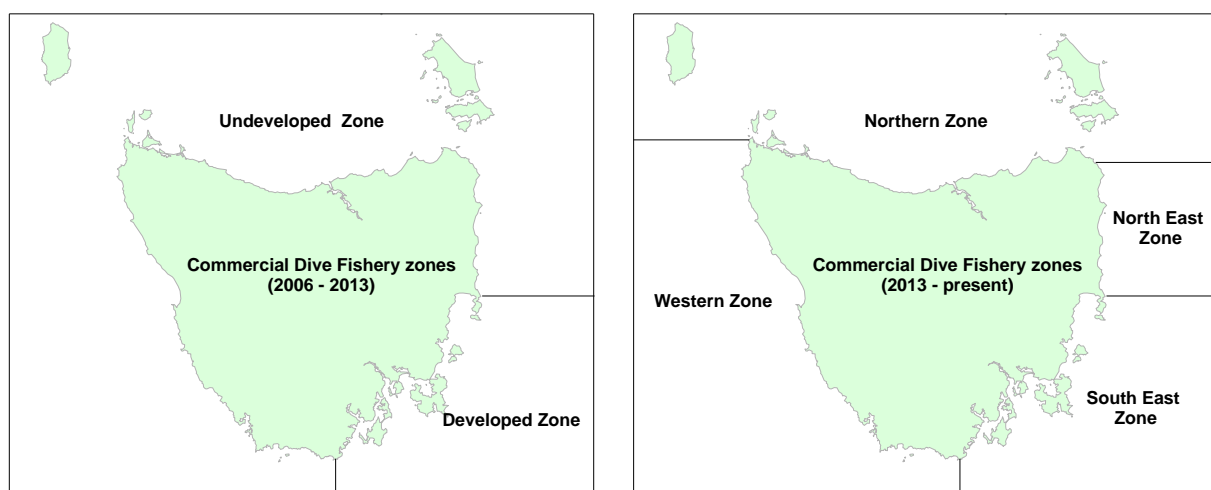 Undeveloped Zone
Commercial Dive Fishery zones
(2006 - 2013)
Developed Zone
Northern Zone
North East
Zone
Commercial Dive Fishery zones
(2013 - present)
Western Zone
South East
Zone